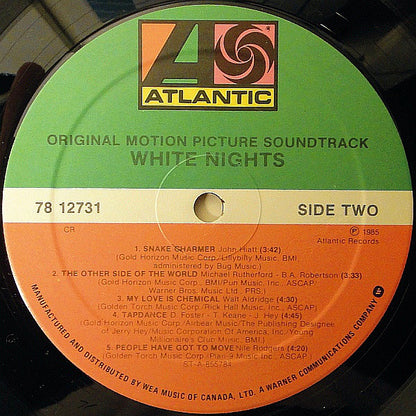 ATLANTIC
ORIGINAL MOTION PICTURE SOUNDTRACK
WHITE NIGHTS
78 12731
SIDE TWO
CR
℗ 1985
Atlantic Records
1. SNAKE CHARMER John Hiatt (3:42)
(Gold Horizon Music Corp./Lillybilly Music, BMI,
administered by Bug Music.)
2. THE OTHER SIDE OF THE WORLD Michael Rutherford - B.A. Robertson (3:33)
(Gold Horizon Music Corp., BMI/Pun Music Inc., ASCAP
Warner Bros. Music Ltd. PRS.)
3. MY LOVE IS CHEMICAL Walt Aldridge (4:30)
(Golden Torch Music Corp./Rick Hall Music, ASCAP)
4. TAPDANCE D. Foster - T. Keane - J. Hey (4:45)
(Gold Horizon Music Corp./Airbear Music/The Publishing Designee
of Jerry Hey/Music Corporation Of America, Inc./Young
Millionaires Club Music, BMI.)
5. PEOPLE HAVE GOT TO MOVE Nile Rodgers (4:20)
(Golden Torch Music Corp./Plan-9 Music Inc., ASCAP
ST-A-855784
MANUFACTURED AND DISTRIBUTED BY WEA MUSIC OF CANADA, LTD. A WARNER COMMUNICATIONS COMPANY